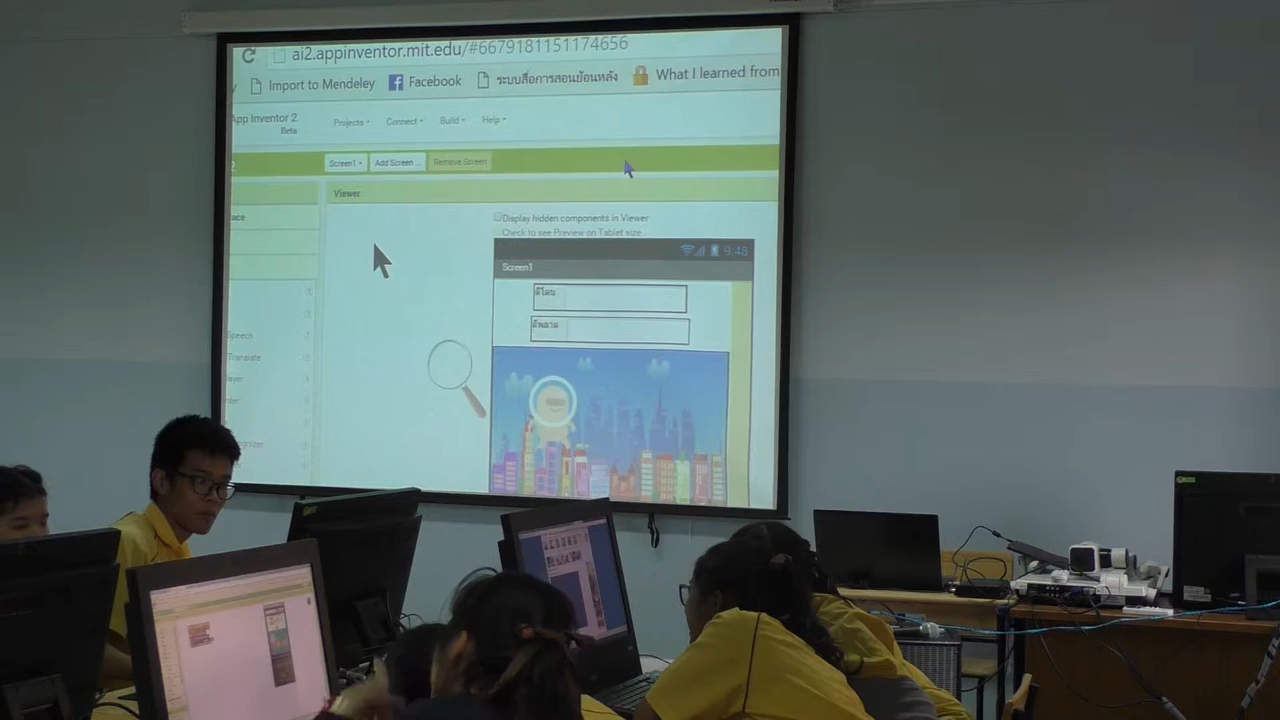 ai2.appinventor.mit.edu/#6679181151174656
Import to Mendeley Facebook ระบบสื่อการสอนย้อนหลัง What I learned from
App Inventor 2
Beta
Projects Connect Build Help
Screen1 Add Screen ... Remove Screen
Viewer
Display hidden components in Viewer
Check to see Preview on Tablet size.
9:48
Screen1
Speech
Translate